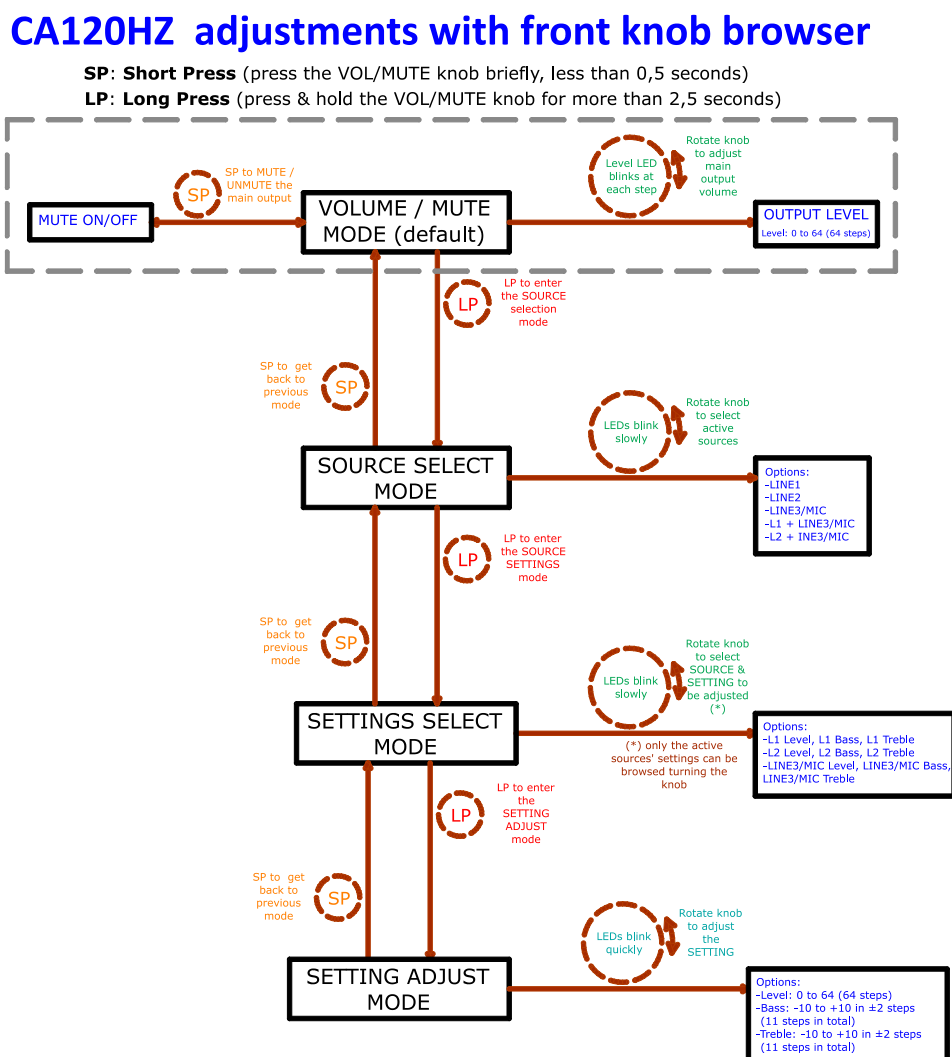 CA120HZ  adjustments with front knob browser
SP: Short Press (press the VOL/MUTE knob briefly, less than 0,5 seconds)
LP: Long Press (press & hold the VOL/MUTE knob for more than 2,5 seconds)
MUTE ON/OFF
SP
SP to MUTE /
UNMUTE the
main output
VOLUME / MUTE
MODE (default)
Level LED
blinks at
each step
Rotate knob
to adjust
main
output
volume
OUTPUT LEVEL
Level: 0 to 64 (64 steps)
LP
LP to enter
the SOURCE
selection
mode
SP to  get
back to
previous
mode
SP
SOURCE SELECT
MODE
LEDs blink
slowly
Rotate knob
to select
active
sources
Options:
-LINE1
-LINE2
-LINE3/MIC
-L1 + LINE3/MIC
-L2 + INE3/MIC
LP
LP to enter
the SOURCE
SETTINGS
mode
SP to  get
back to
previous
mode
SP
SETTINGS SELECT
MODE
LEDs blink
slowly
Rotate knob
to select
SOURCE &
SETTING to
be adjusted
(*)
(*) only the active
sources' settings can be
browsed turning the
knob
Options:
-L1 Level, L1 Bass, L1 Treble
-L2 Level, L2 Bass, L2 Treble
-LINE3/MIC Level, LINE3/MIC Bass,
LINE3/MIC Treble
LP
LP to enter
the
SETTING
ADJUST
mode
SP to  get
back to
previous
mode
SP
SETTING ADJUST
MODE
LEDs blink
quickly
Rotate knob
to adjust
the
SETTING
Options:
-Level: 0 to 64 (64 steps)
-Bass: -10 to +10 in ±2 steps
(11 steps in total)
-Treble: -10 to +10 in ±2 steps
(11 steps in total)